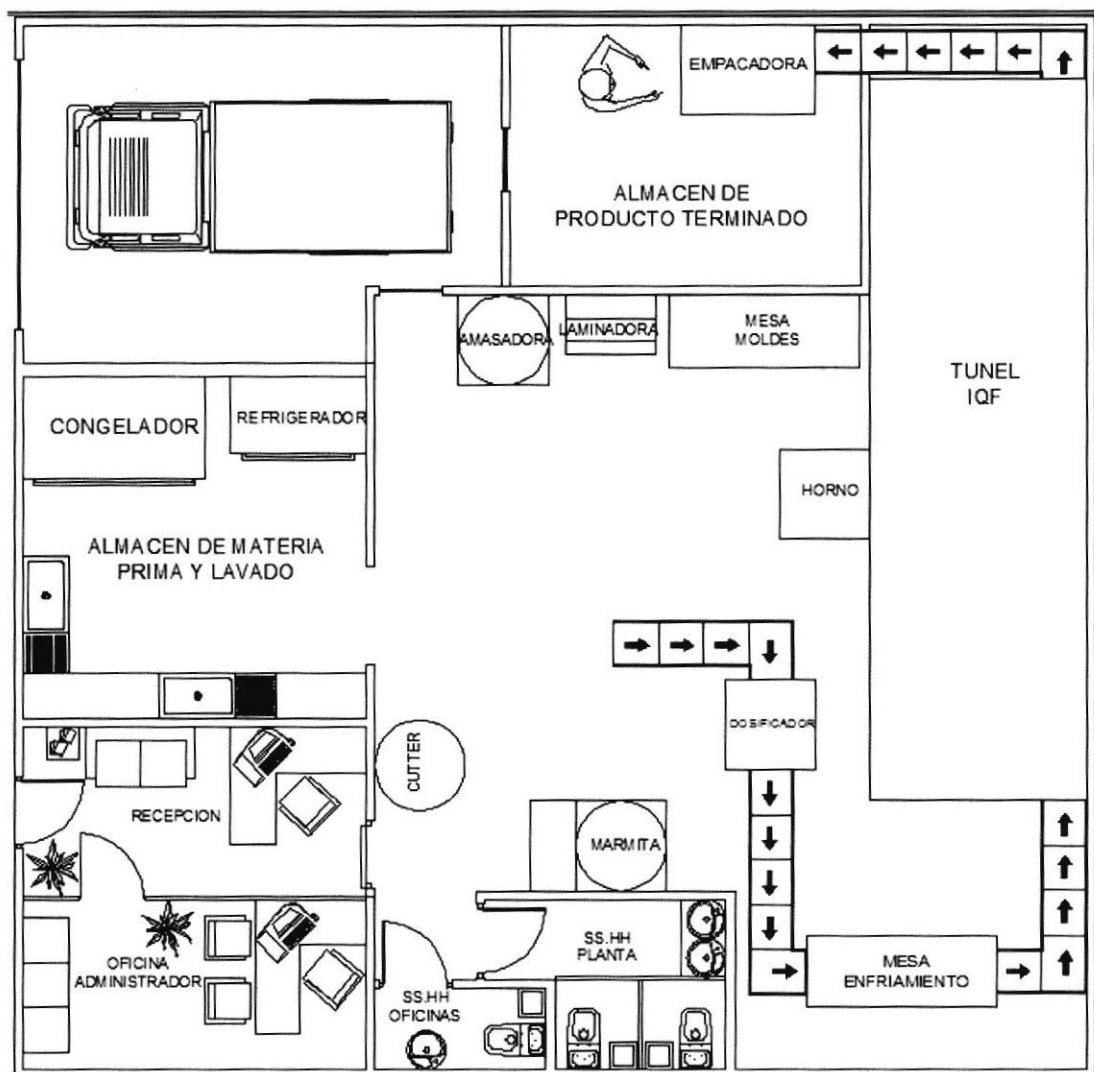 EMPACADORA
ALMACEN DE
PRODUCTO TERMINADO
AMASADORA
LAMINADORA
MESA
MOLDES
TUNEL
IQF
CONGELADOR
REFRIGERADOR
HORNO
ALMACEN DE MATERIA
PRIMA Y LAVADO
DOSIFICADOR
CUTTER
RECEPCION
MARMITA
SS.HH
PLANTA
OFICINA
ADMINISTRADOR
MESA
ENFRIAMIENTO
SS.HH
OFICINAS